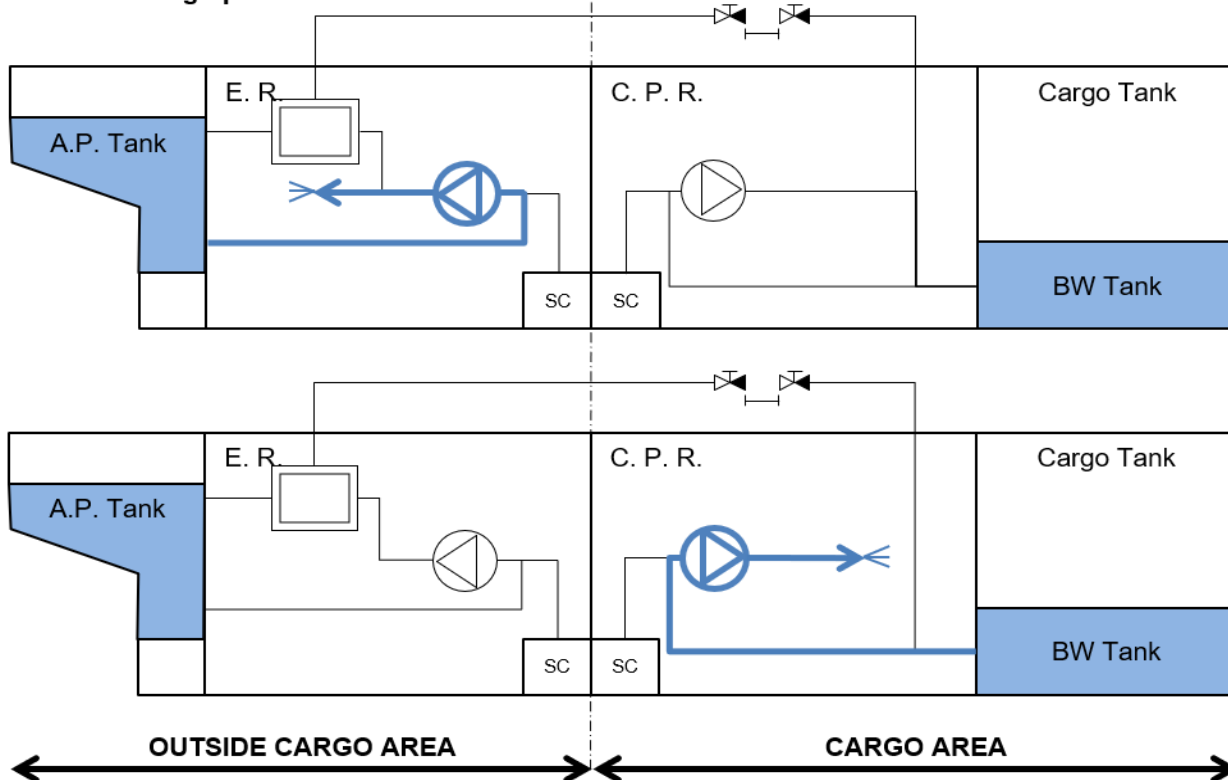 E. R.
C. P. R.
Cargo Tank
A.P. Tank
SC
SC
BW Tank
E. R.
C. P. R.
Cargo Tank
A.P. Tank
SC
SC
BW Tank
OUTSIDE CARGO AREA
CARGO AREA